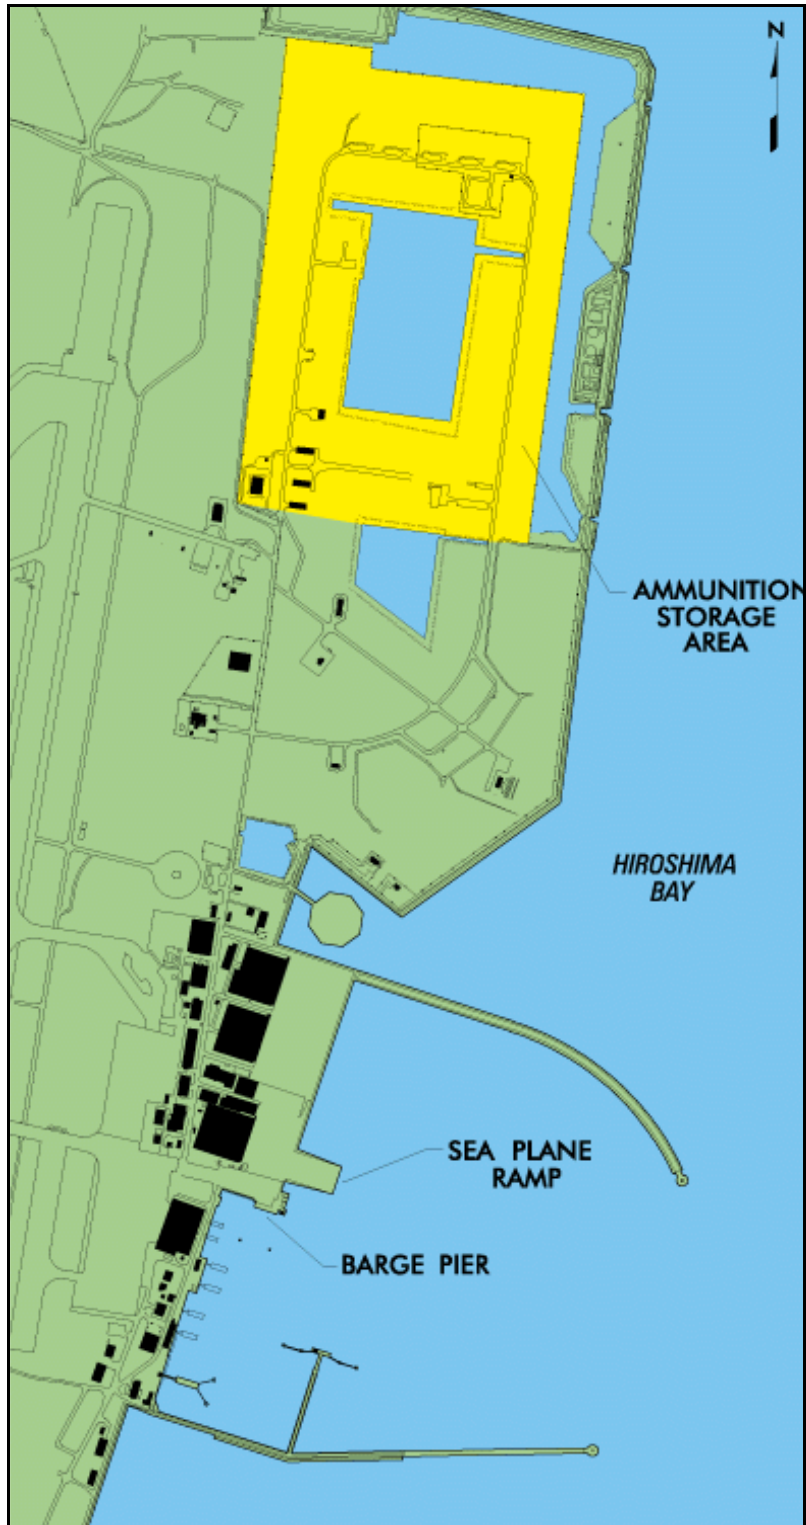 N
AMMUNITION
STORAGE
AREA
HIROSHIMA
BAY
SEA PLANE
RAMP
BARGE PIER